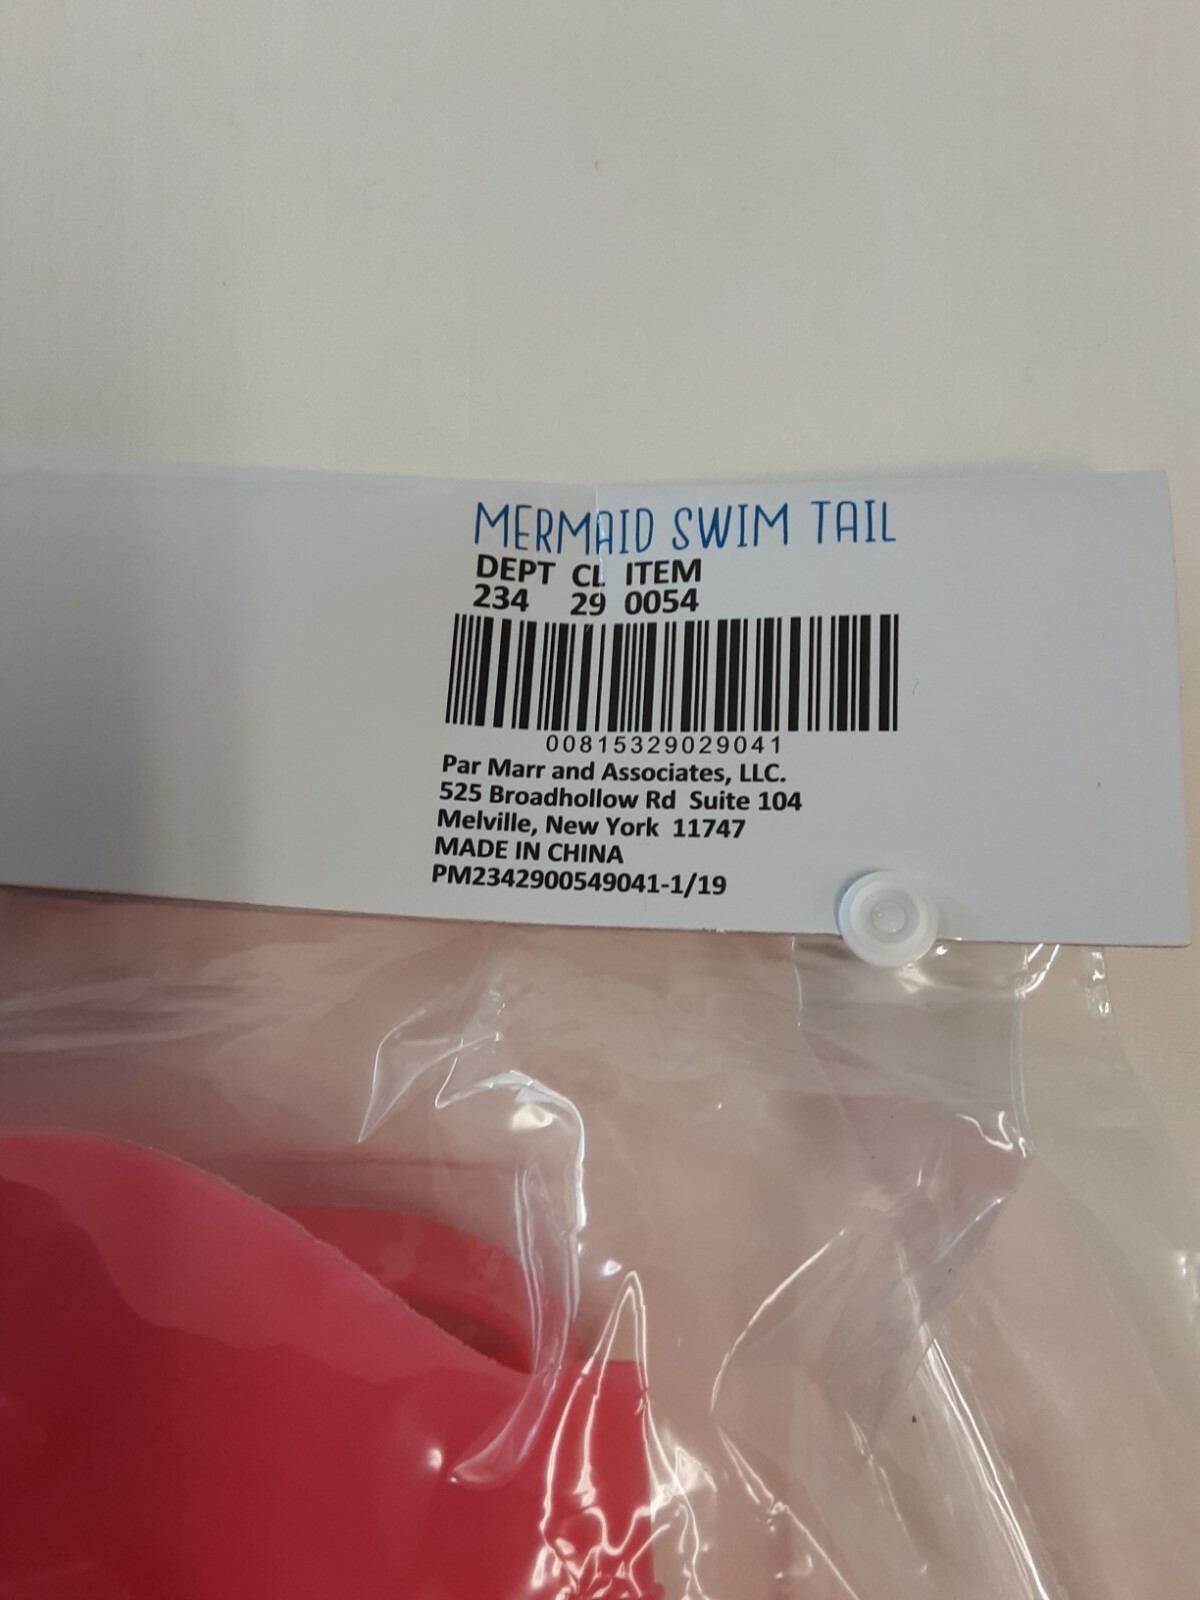 MERMAID SWIM TAIL
DEPT CL ITEM
234 29 0054
00815329029041
Par Marr and Associates, LLC.
525 Broadhollow Rd Suite 104
Melville, New York 11747
MADE IN CHINA
PM2342900549041-1/19